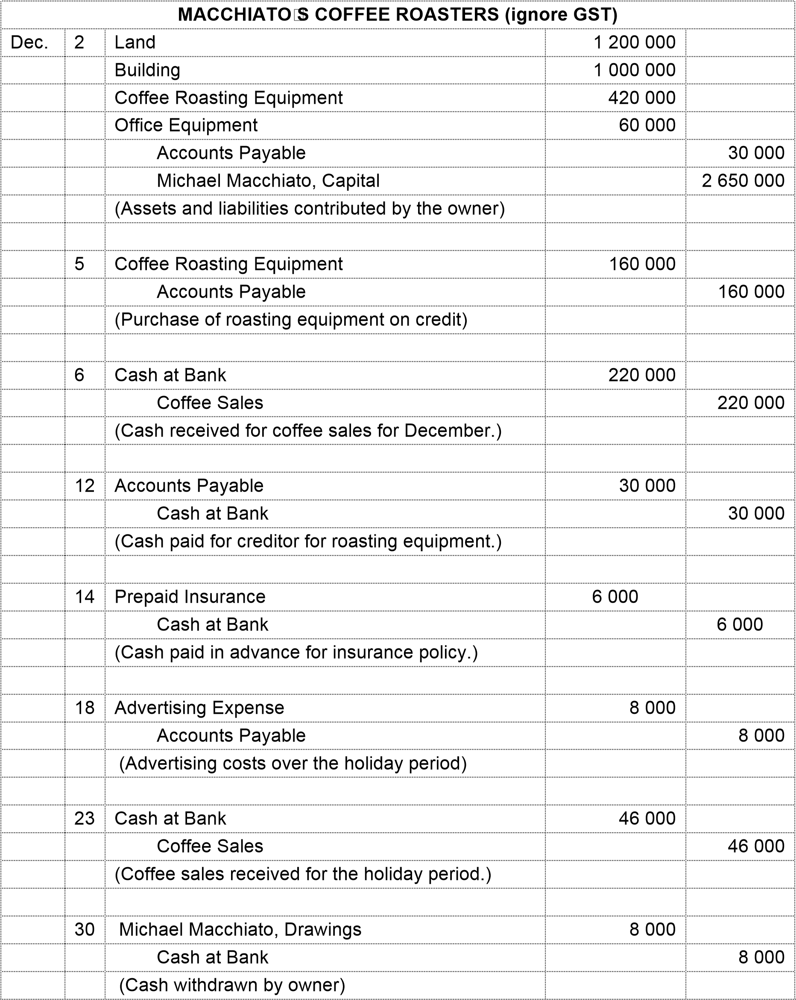 MACCHIATO□S COFFEE ROASTERS (ignore GST)
Dec. 2 Land 1 200 000
Building 1 000 000
Coffee Roasting Equipment 420 000
Office Equipment 60 000
Accounts Payable 30 000
Michael Macchiato, Capital 2 650 000
(Assets and liabilities contributed by the owner)
5 Coffee Roasting Equipment 160 000
Accounts Payable 160 000
(Purchase of roasting equipment on credit)
6 Cash at Bank 220 000
Coffee Sales 220 000
(Cash received for coffee sales for December.)
12 Accounts Payable 30 000
Cash at Bank 30 000
(Cash paid for creditor for roasting equipment.)
14 Prepaid Insurance 6 000
Cash at Bank 6 000
(Cash paid in advance for insurance policy.)
18 Advertising Expense 8 000
Accounts Payable 8 000
(Advertising costs over the holiday period)
23 Cash at Bank 46 000
Coffee Sales 46 000
(Coffee sales received for the holiday period.)
30 Michael Macchiato, Drawings 8 000
Cash at Bank 8 000
(Cash withdrawn by owner)